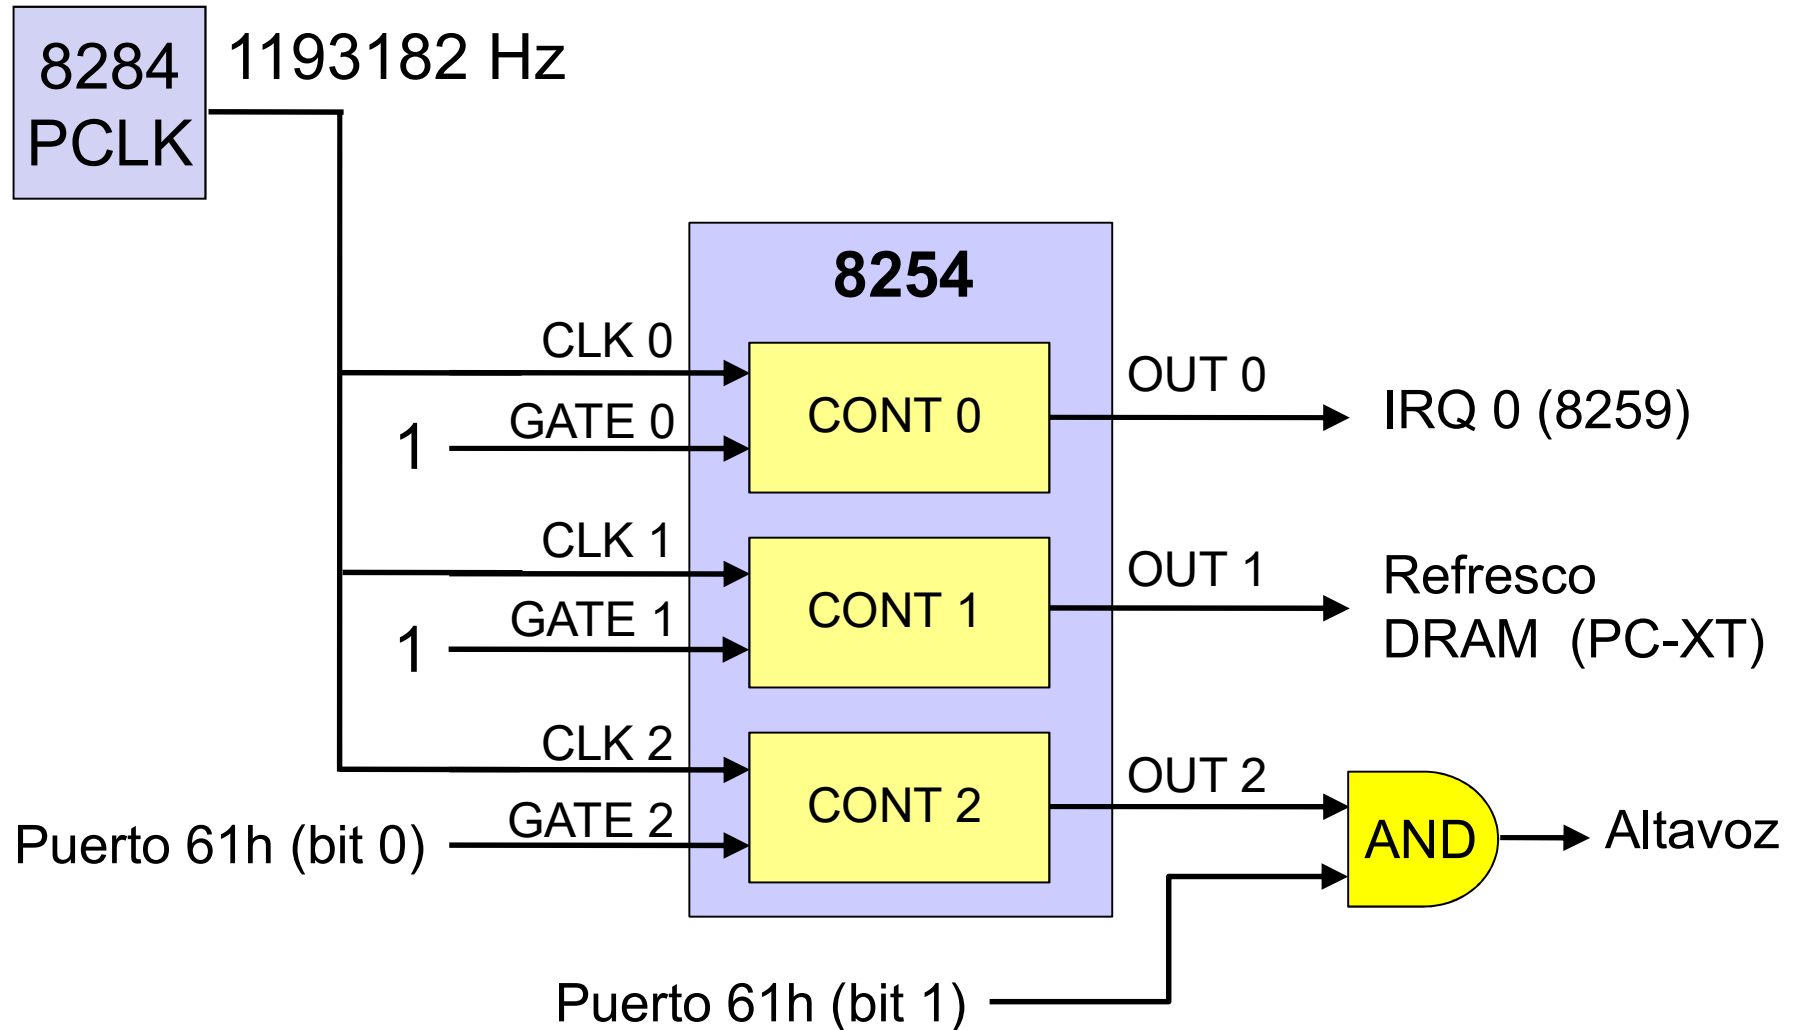 8284
PCLK
1193182 Hz
8254
CLK 0
GATE 0
1
CONT 0
OUT 0
IRQ 0 (8259)
CLK 1
GATE 1
1
CONT 1
OUT 1
Refresco
DRAM (PC-XT)
CLK 2
GATE 2
Puerto 61h (bit 0)
CONT 2
OUT 2
AND
Altavoz
Puerto 61h (bit 1)